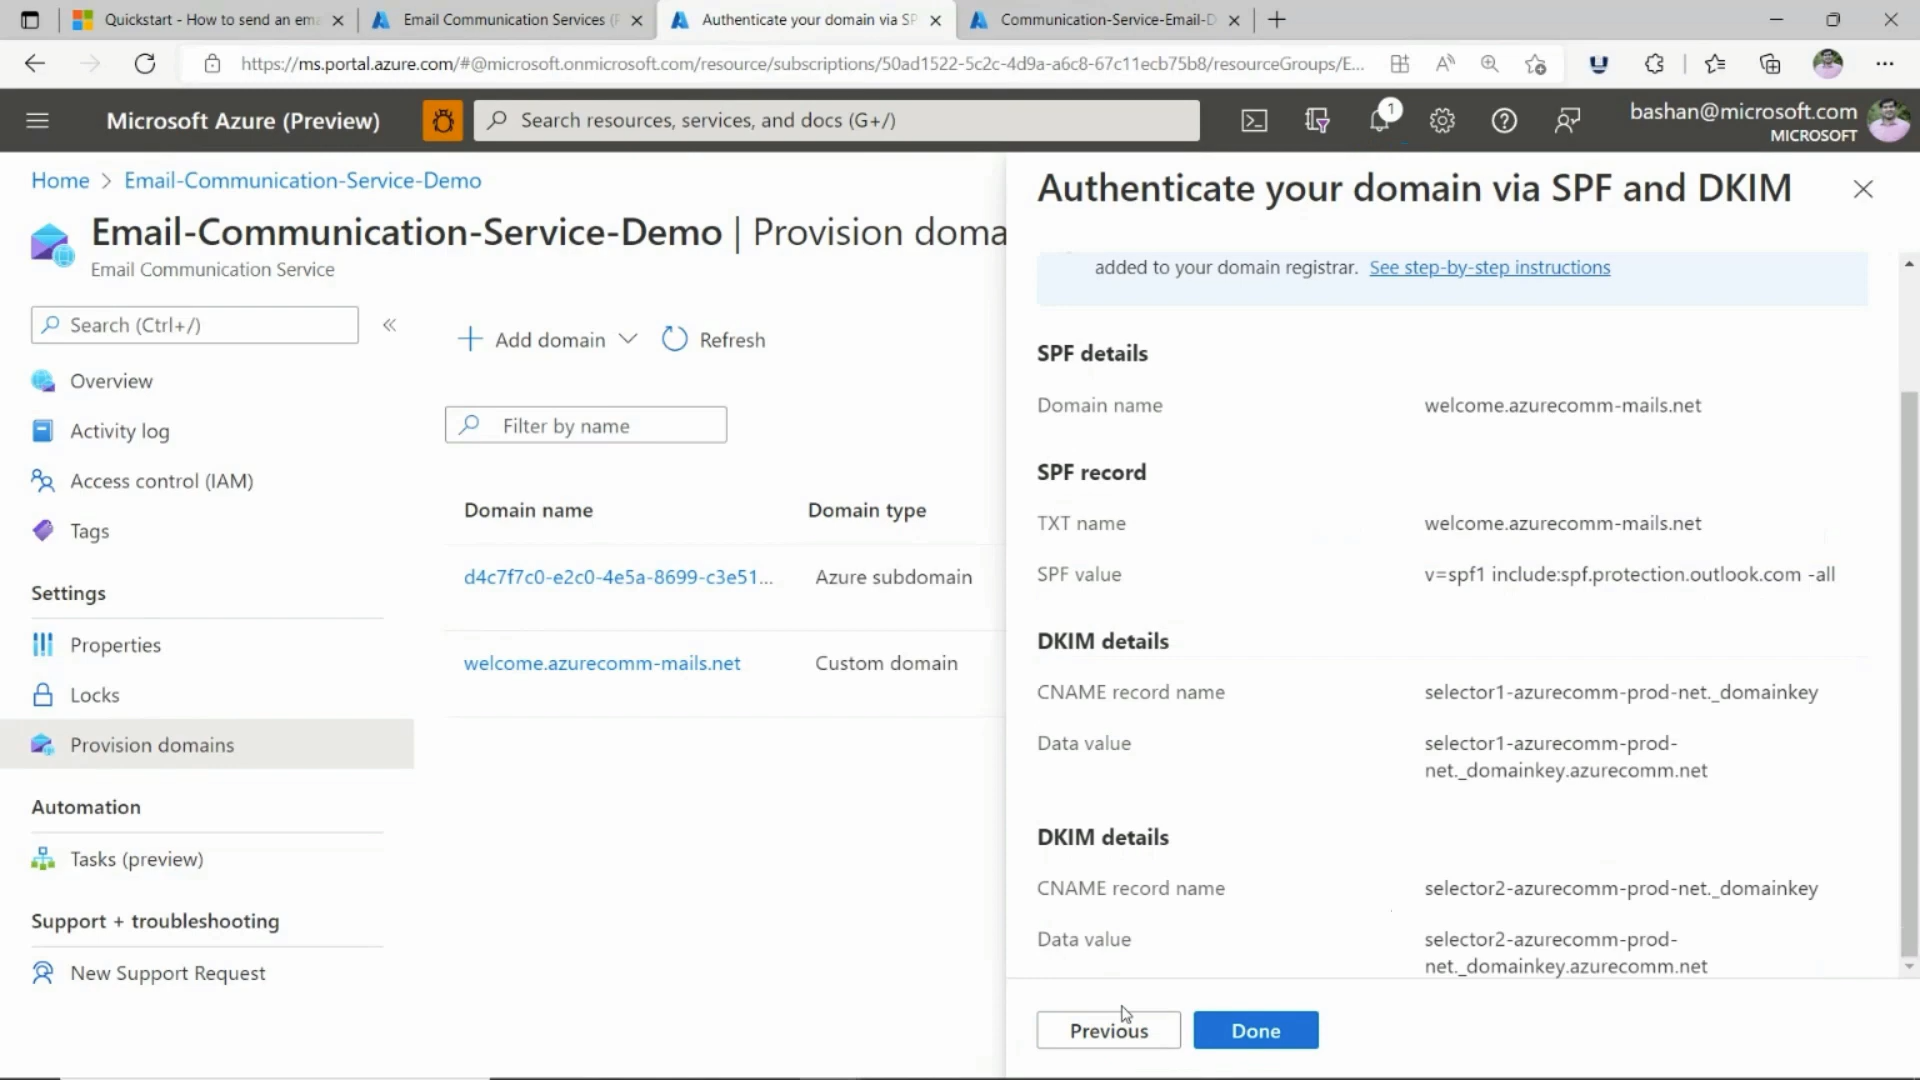 Quickstart - How to send an ema
Email Communication Services (P
Authenticate your domain via SP
Communication-Service-Email-D
https://ms.portal.azure.com/#@microsoft.onmicrosoft.com/resource/subscriptions/50ad1522-5c2c-4d9a-a6c8-67c11ecb75b8/resourceGroups/E...
Microsoft Azure (Preview)
Search resources, services, and docs (G+/)
1
bashan@microsoft.com
MICROSOFT
Home > Email-Communication-Service-Demo
Email-Communication-Service-Demo | Provision doma
Email Communication Service
Search (Ctrl+/)
Overview
Activity log
Access control (IAM)
Tags
Settings
Properties
Locks
Provision domains
Automation
Tasks (preview)
Support + troubleshooting
New Support Request
Add domain
Refresh
Filter by name
Domain name
Domain type
d4c7f7c0-e2c0-4e5a-8699-c3e51...
Azure subdomain
welcome.azurecomm-mails.net
Custom domain
Authenticate your domain via SPF and DKIM
added to your domain registrar. See step-by-step instructions
SPF details
Domain name
welcome.azurecomm-mails.net
SPF record
TXT name
welcome.azurecomm-mails.net
SPF value
v=spf1 include:spf.protection.outlook.com -all
DKIM details
CNAME record name
selector1-azurecomm-prod-net._domainkey
Data value
selector1-azurecomm-prod-
net._domainkey.azurecomm.net
DKIM details
CNAME record name
selector2-azurecomm-prod-net._domainkey
Data value
selector2-azurecomm-prod-
net._domainkey.azurecomm.net
Previous
Done